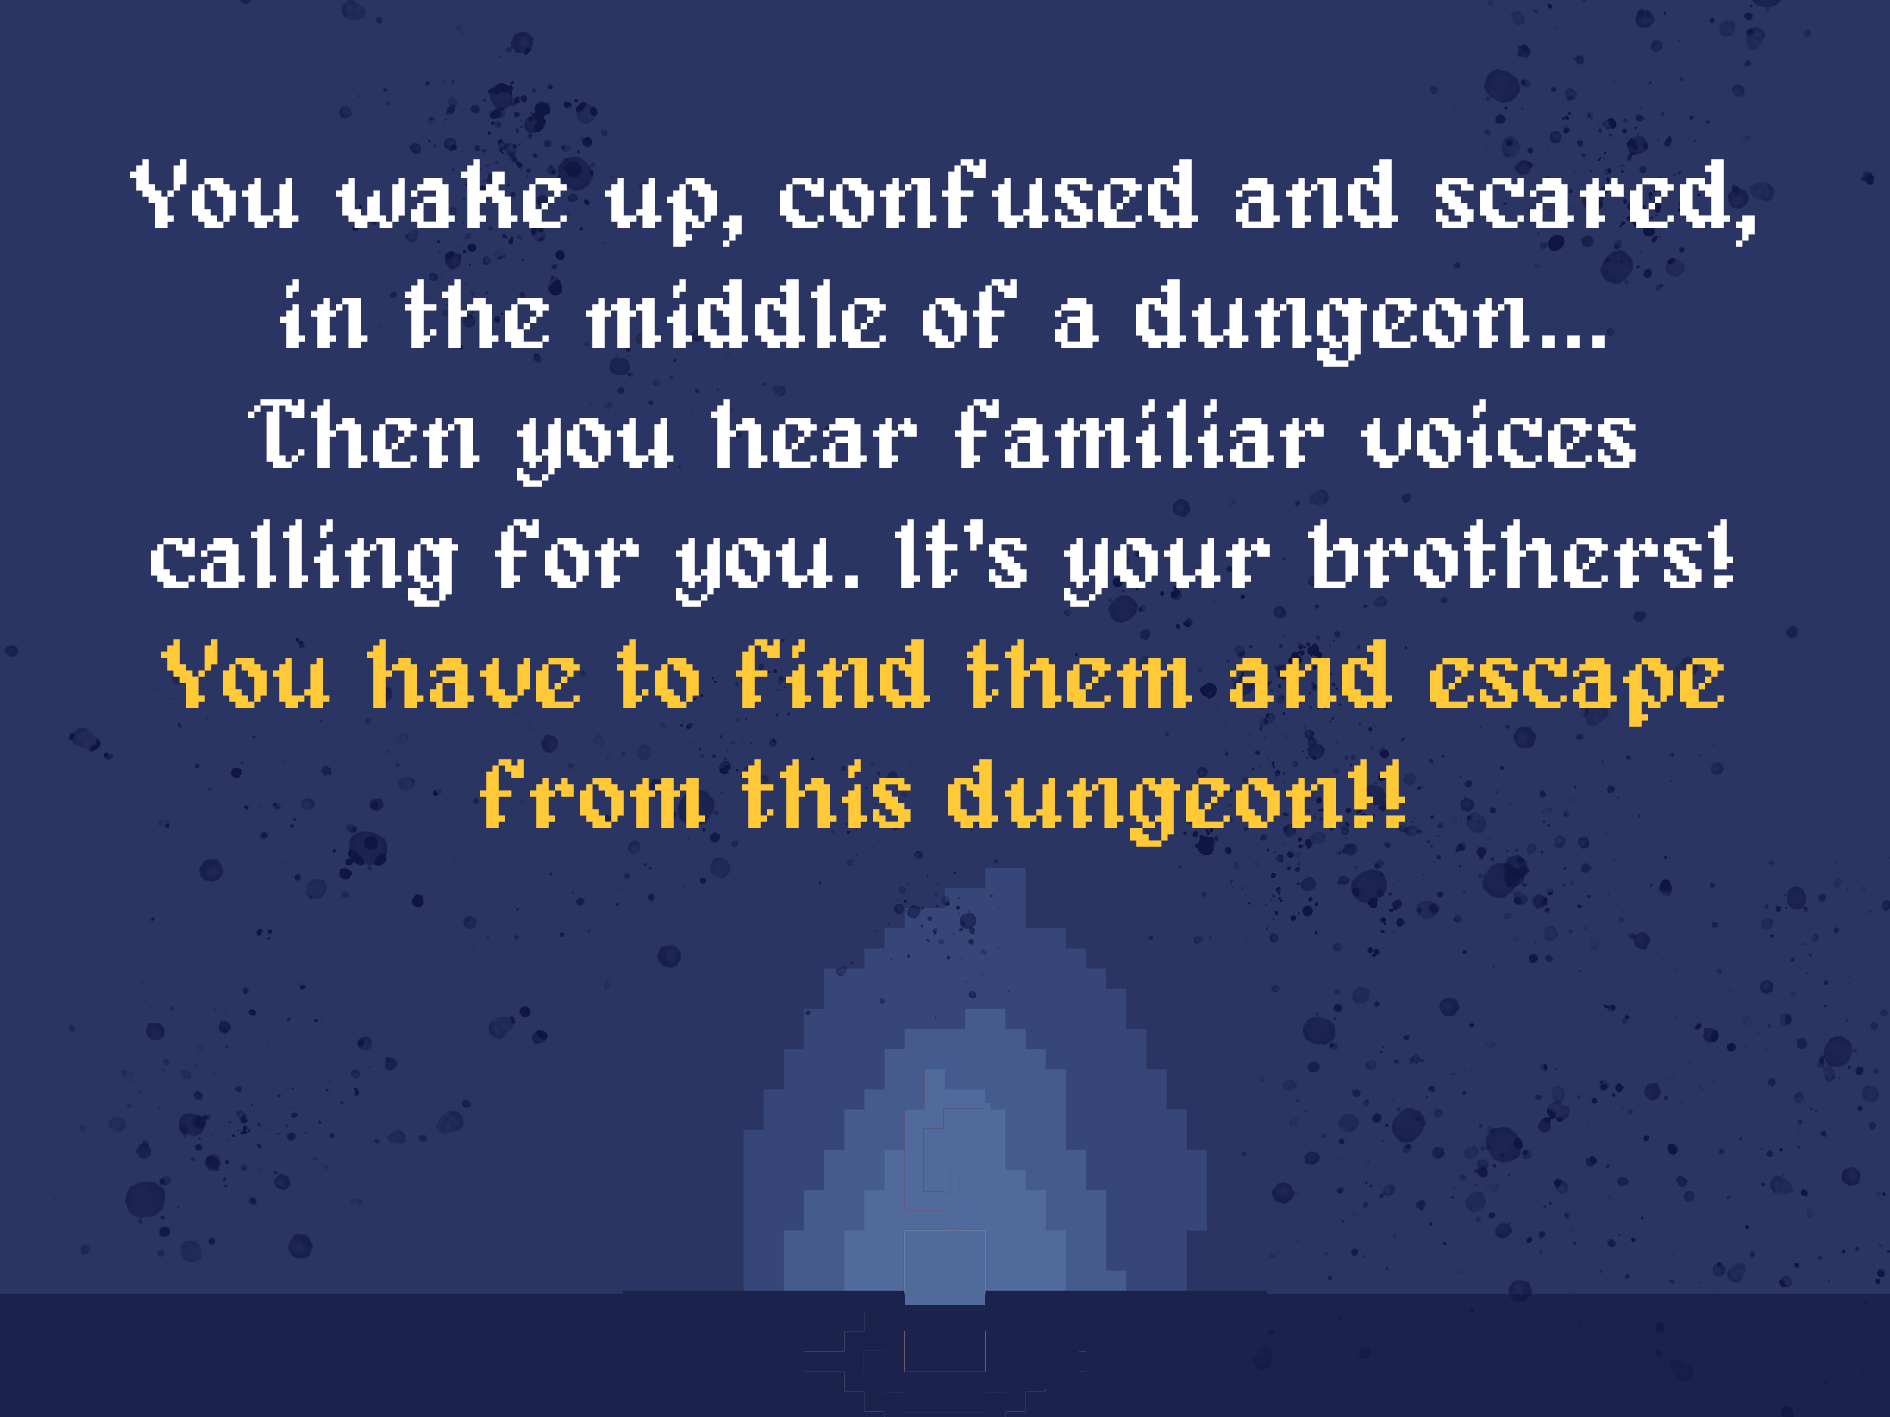 You wake up, confused and scared,
in the middle of a dungeon...
Then you hear familiar voices
calling for you. It's your brothers!
You have to find them and escape
from this dungeon!!